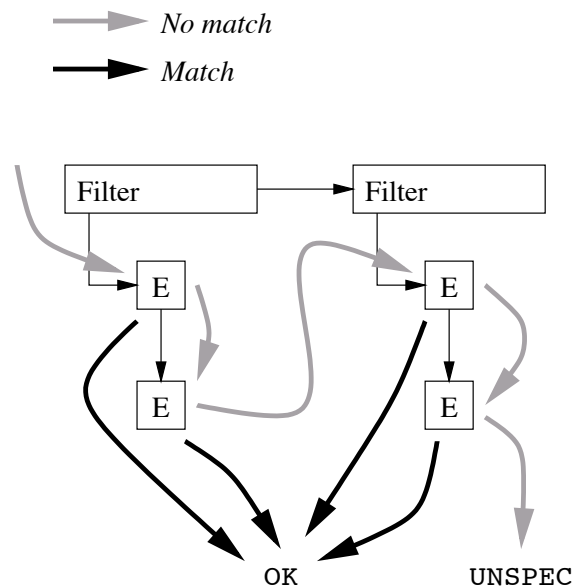 No match
Match
Filter
Filter
E
E
E
E
OK
UNSPEC